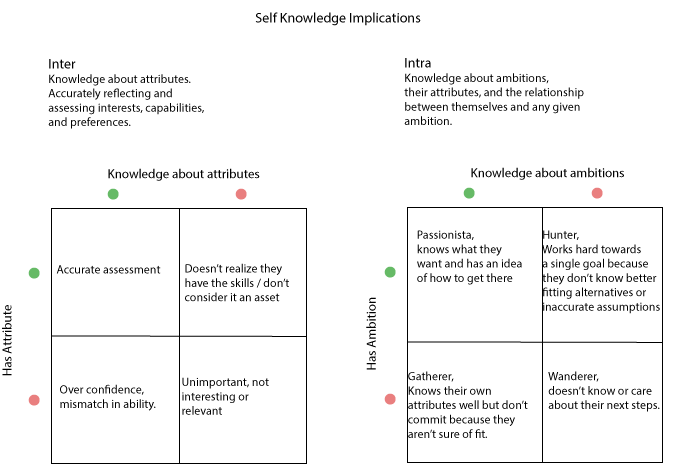 Self Knowledge Implications
Inter
Knowledge about attributes.
Accurately reflecting and
assessing interests, capabilities,
and preferences.
Knowledge about attributes
Has Attribute
Accurate assessment
Doesn't realize they
have the skills / don't
consider it an asset
Over confidence,
mismatch in ability.
Unimportant, not
interesting or
relevant
Intra
Knowledge about ambitions,
their attributes, and the relationship
between themselves and any given
ambition.
Knowledge about ambitions
Has Ambition
Passionista,
knows what they
want and has an idea
of how to get there
Hunter,
Works hard towards
a single goal because
they don't know better
fitting alternatives or
inaccurate assumptions
Gatherer,
Knows their own
attributes well but don't
commit because they
aren't sure of fit.
Wanderer,
doesn't know or care
about their next steps.